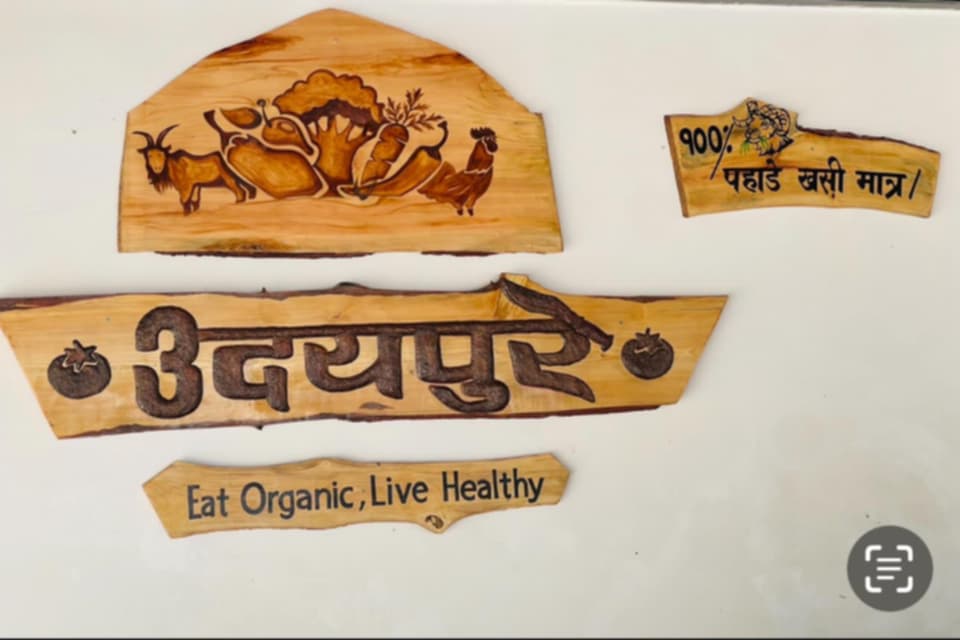 उदयपुरे
Eat Organic, Live Healthy
१००%
पहाडे खसी मात्र/